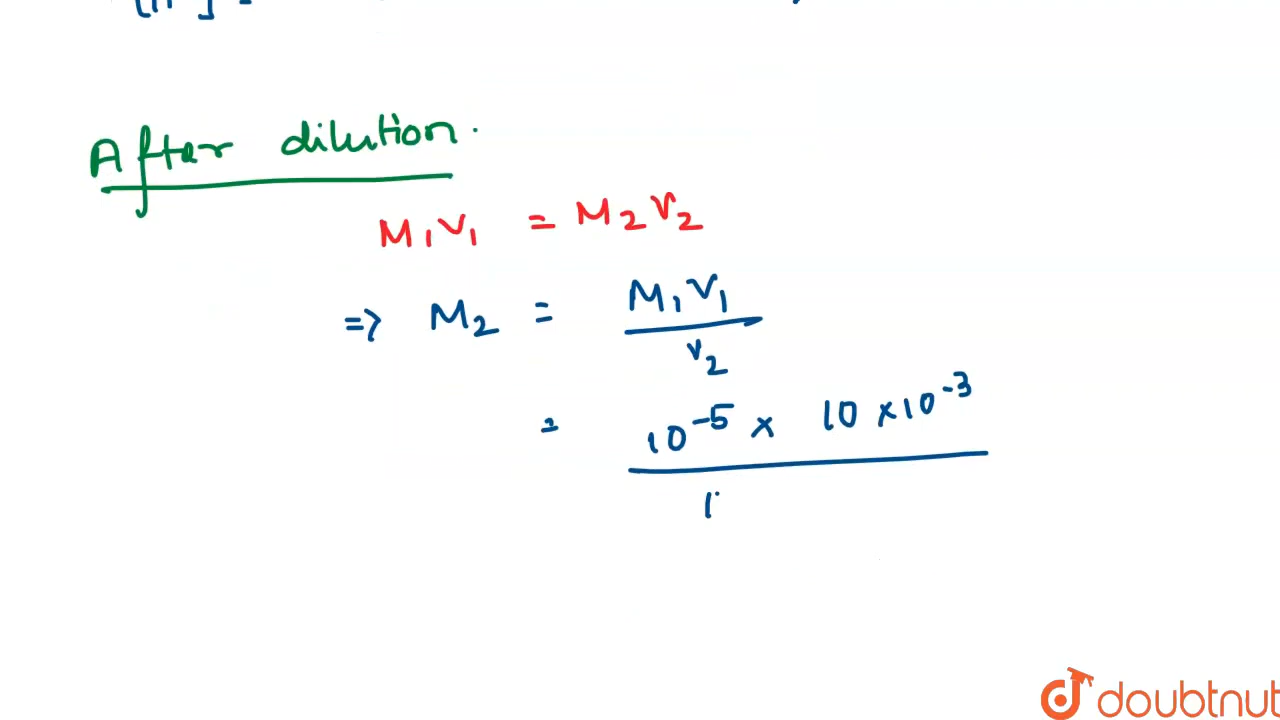 After dilution.
M₁V₁ = M₂V₂
=> M₂ = M₁V₁ / V₂
= 10⁻⁵ × 10 × 10⁻³
1
doubtnut